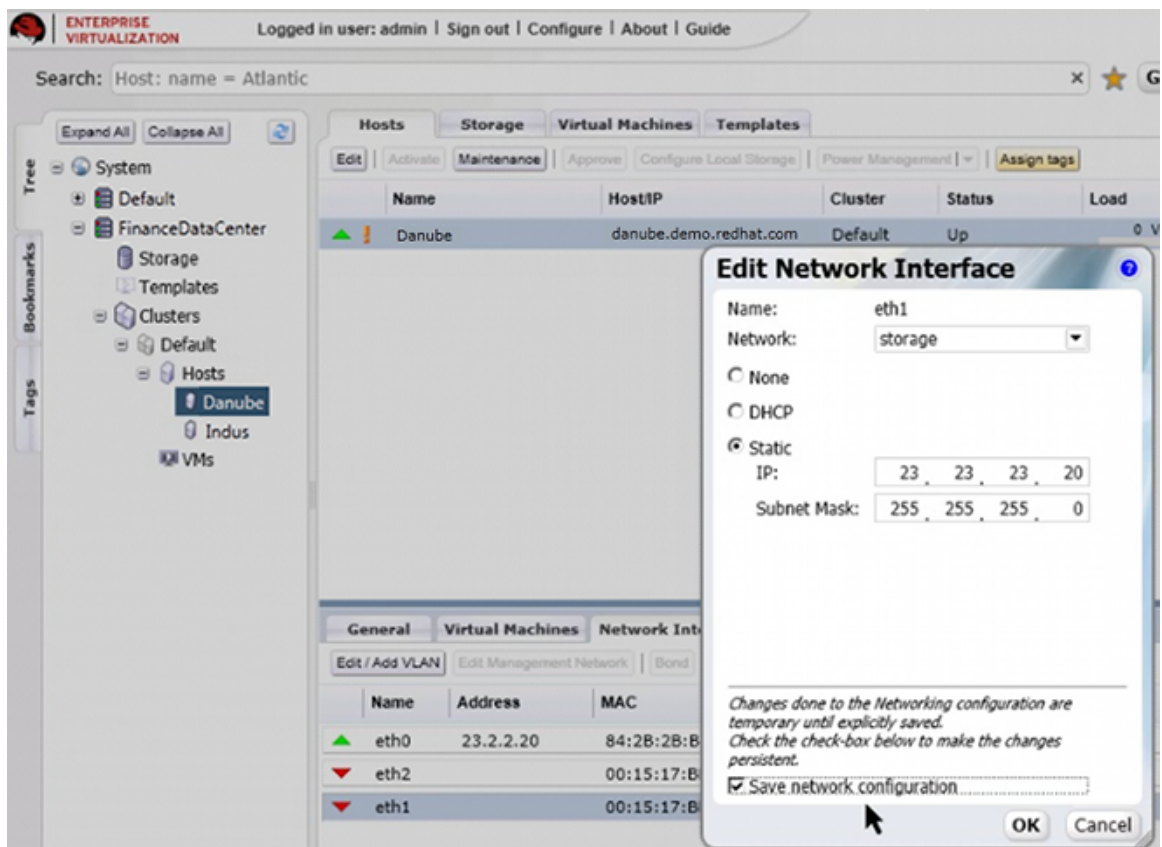 ENTERPRISE
VIRTUALIZATION
Logged in user: admin | Sign out | Configure | About | Guide
Search: Host: name = Atlantic
Expand All Collapse All
Tree
Bookmarks
Tags
System
Default
FinanceDataCenter
Storage
Templates
Clusters
Default
Hosts
Danube
Indus
VMs
Hosts Storage Virtual Machines Templates
Edit Activate Maintenance Approve Configure Local Storage Power Management Assign tags
Name Host/IP Cluster Status Load
Danube danube.demo.redhat.com Default Up 0 V
Edit Network Interface ?
Name: eth1
Network: storage
None
DHCP
Static
IP: 23 . 23 . 23 . 20
Subnet Mask: 255 . 255 . 255 . 0
Changes done to the Networking configuration are
temporary until explicitly saved.
Check the check-box below to make the changes
persistent.
Save network configuration
OK Cancel
General Virtual Machines Network Int
Edit / Add VLAN Edit Management Network Bond
Name Address MAC
eth0 23.2.2.20 84:2B:2B:B
eth2 00:15:17:B
eth1 00:15:17:B